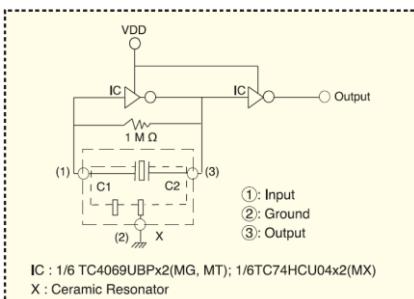 VDD
IC
IC
Output
1 M Ω
(1)
C1
C2
(3)
(2)
X
①: Input
②: Ground
③: Output
IC : 1/6 TC4069UBPx2(MG, MT); 1/6TC74HCU04x2(MX)
X : Ceramic Resonator